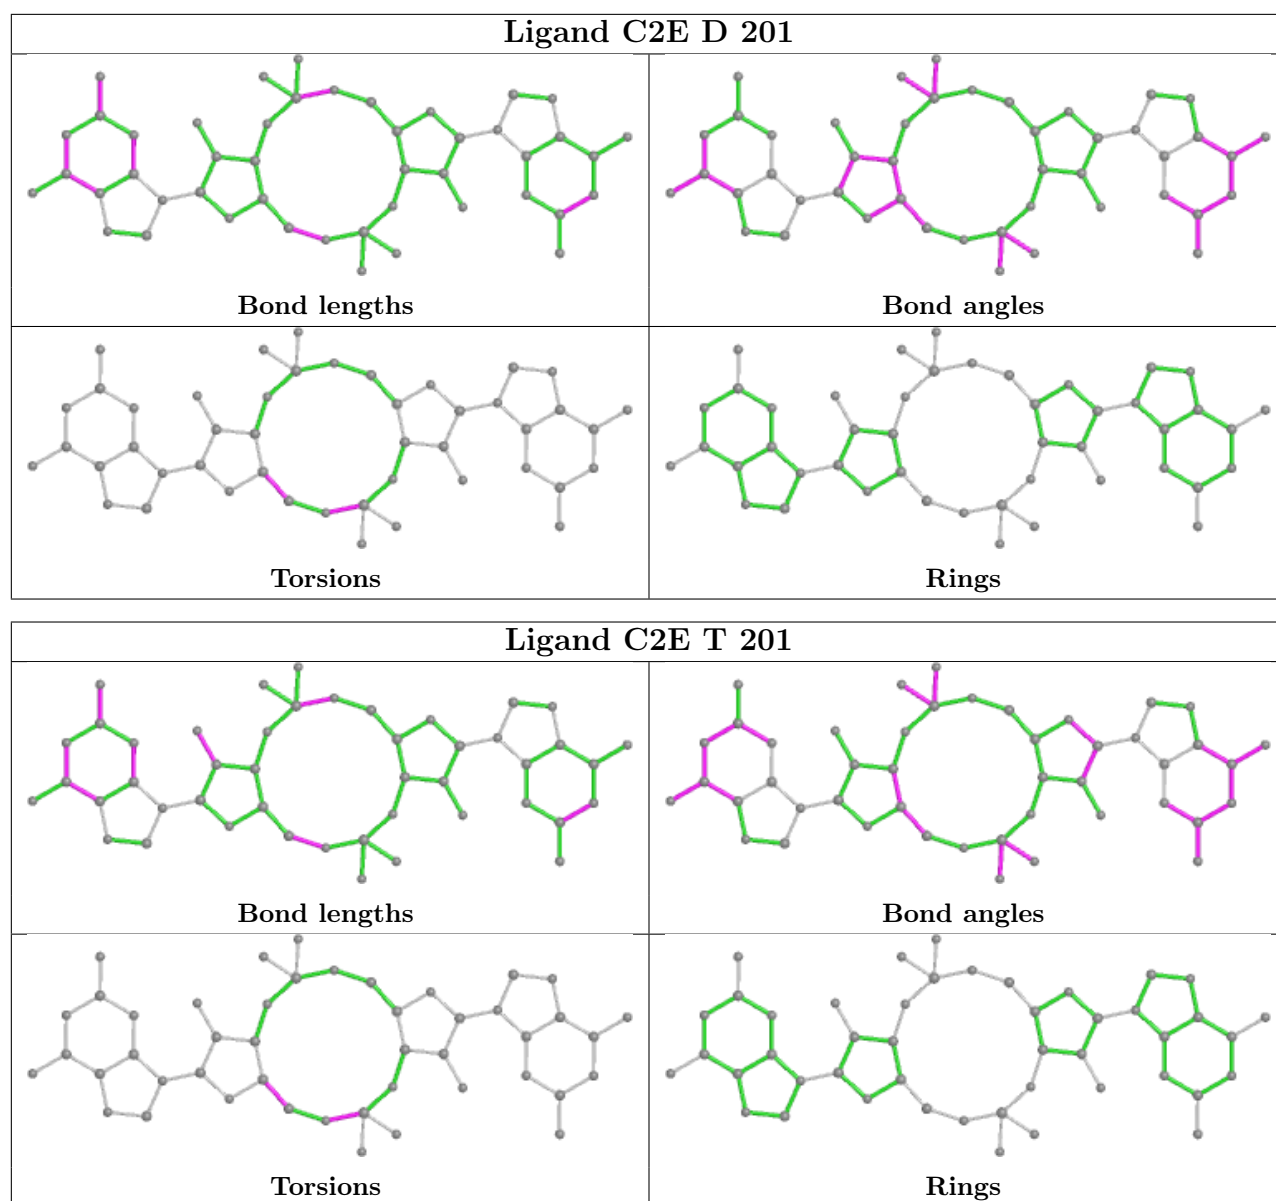 Ligand C2E D 201
Bond lengths
Bond angles
Torsions
Rings
Ligand C2E T 201
Bond lengths
Bond angles
Torsions
Rings